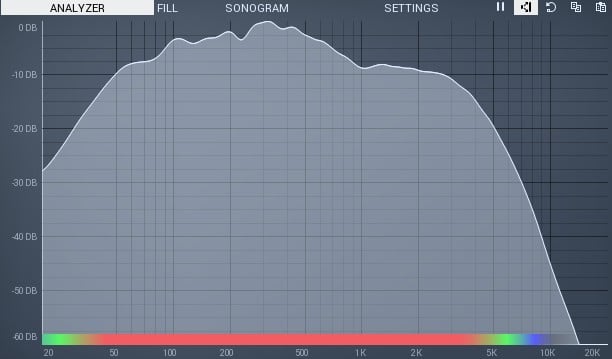 ANALYZER FILL SONOGRAM SETTINGS
0 DB
-10 DB
-20 DB
-30 DB
-40 DB
-50 DB
-60 DB
20 50 100 200 500 1K 2K 5K 10K 20K